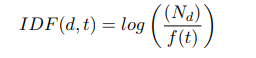 IDF(d, t) = log ((N_d) / f(t))